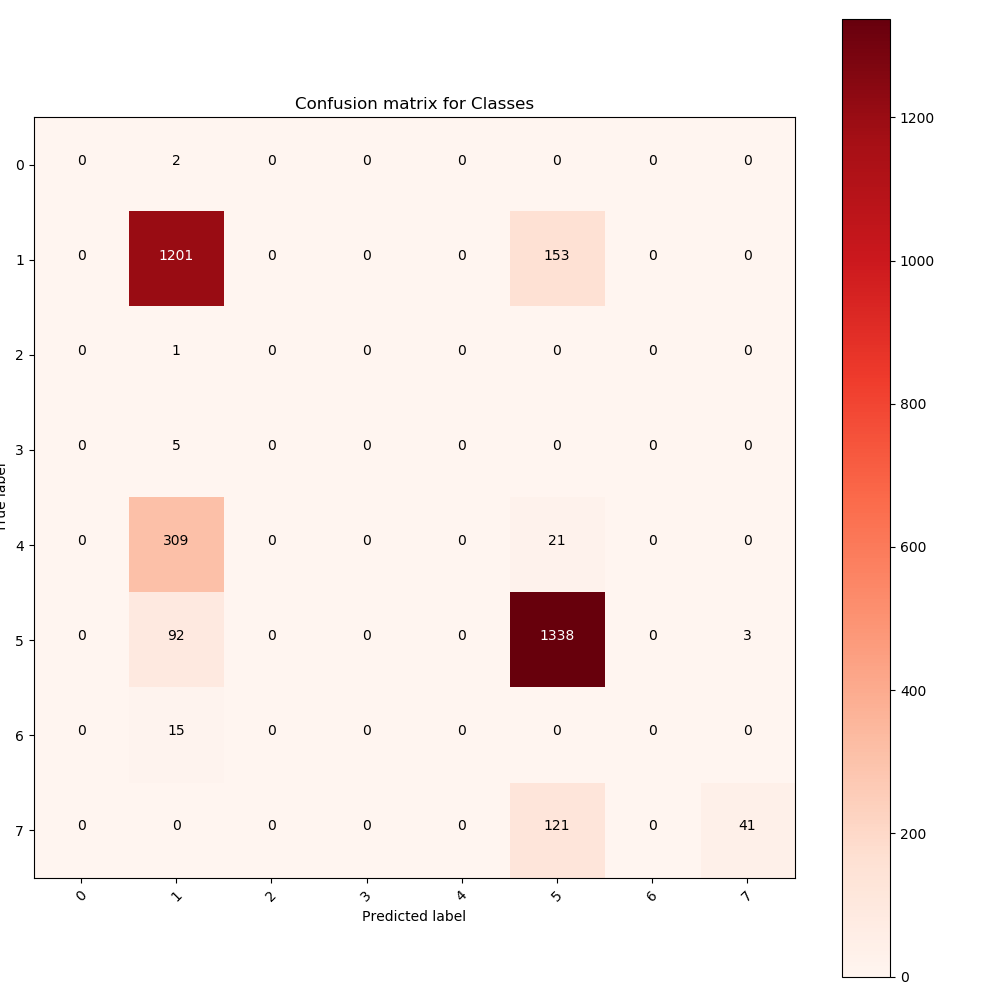 Confusion matrix for Classes
0 0 2 0 0 0 0 0 0
1 0 1201 0 0 0 153 0 0
2 0 1 0 0 0 0 0 0
3 0 5 0 0 0 0 0 0
4 0 309 0 0 0 21 0 0
5 0 92 0 0 0 1338 0 3
6 0 15 0 0 0 0 0 0
7 0 0 0 0 0 121 0 41
0 1 2 3 4 5 6 7
Predicted label
1200
1000
800
600
400
200
0